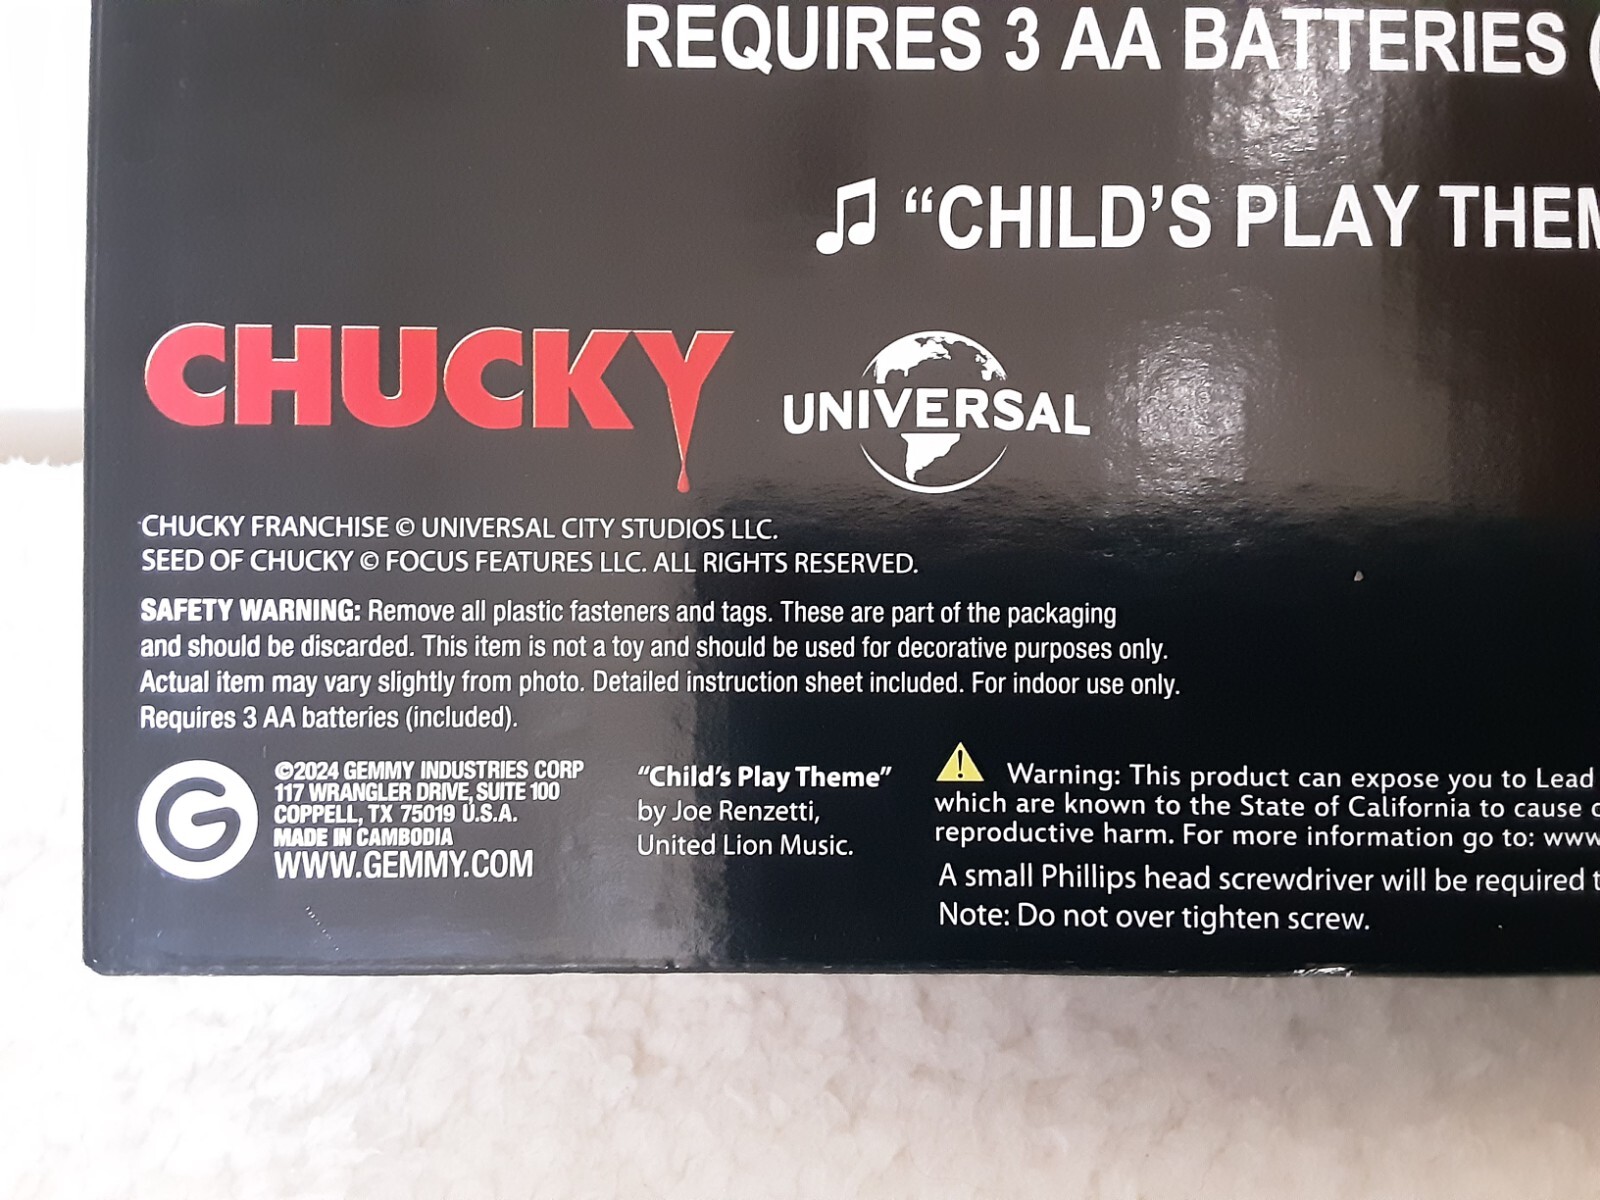 REQUIRES 3 AA BATTERIES (
♫ “CHILD’S PLAY THEM
CHUCKY
UNIVERSAL
CHUCKY FRANCHISE © UNIVERSAL CITY STUDIOS LLC.
SEED OF CHUCKY © FOCUS FEATURES LLC. ALL RIGHTS RESERVED.
SAFETY WARNING: Remove all plastic fasteners and tags. These are part of the packaging
and should be discarded. This item is not a toy and should be used for decorative purposes only.
Actual item may vary slightly from photo. Detailed instruction sheet included. For indoor use only.
Requires 3 AA batteries (included).
G
©2024 GEMMY INDUSTRIES CORP
117 WRANGLER DRIVE, SUITE 100
COPPELL, TX 75019 U.S.A.
MADE IN CAMBODIA
WWW.GEMMY.COM
“Child’s Play Theme”
by Joe Renzetti,
United Lion Music.
Warning: This product can expose you to Lead
which are known to the State of California to cause
reproductive harm. For more information go to: www
A small Phillips head screwdriver will be required
Note: Do not over tighten screw.